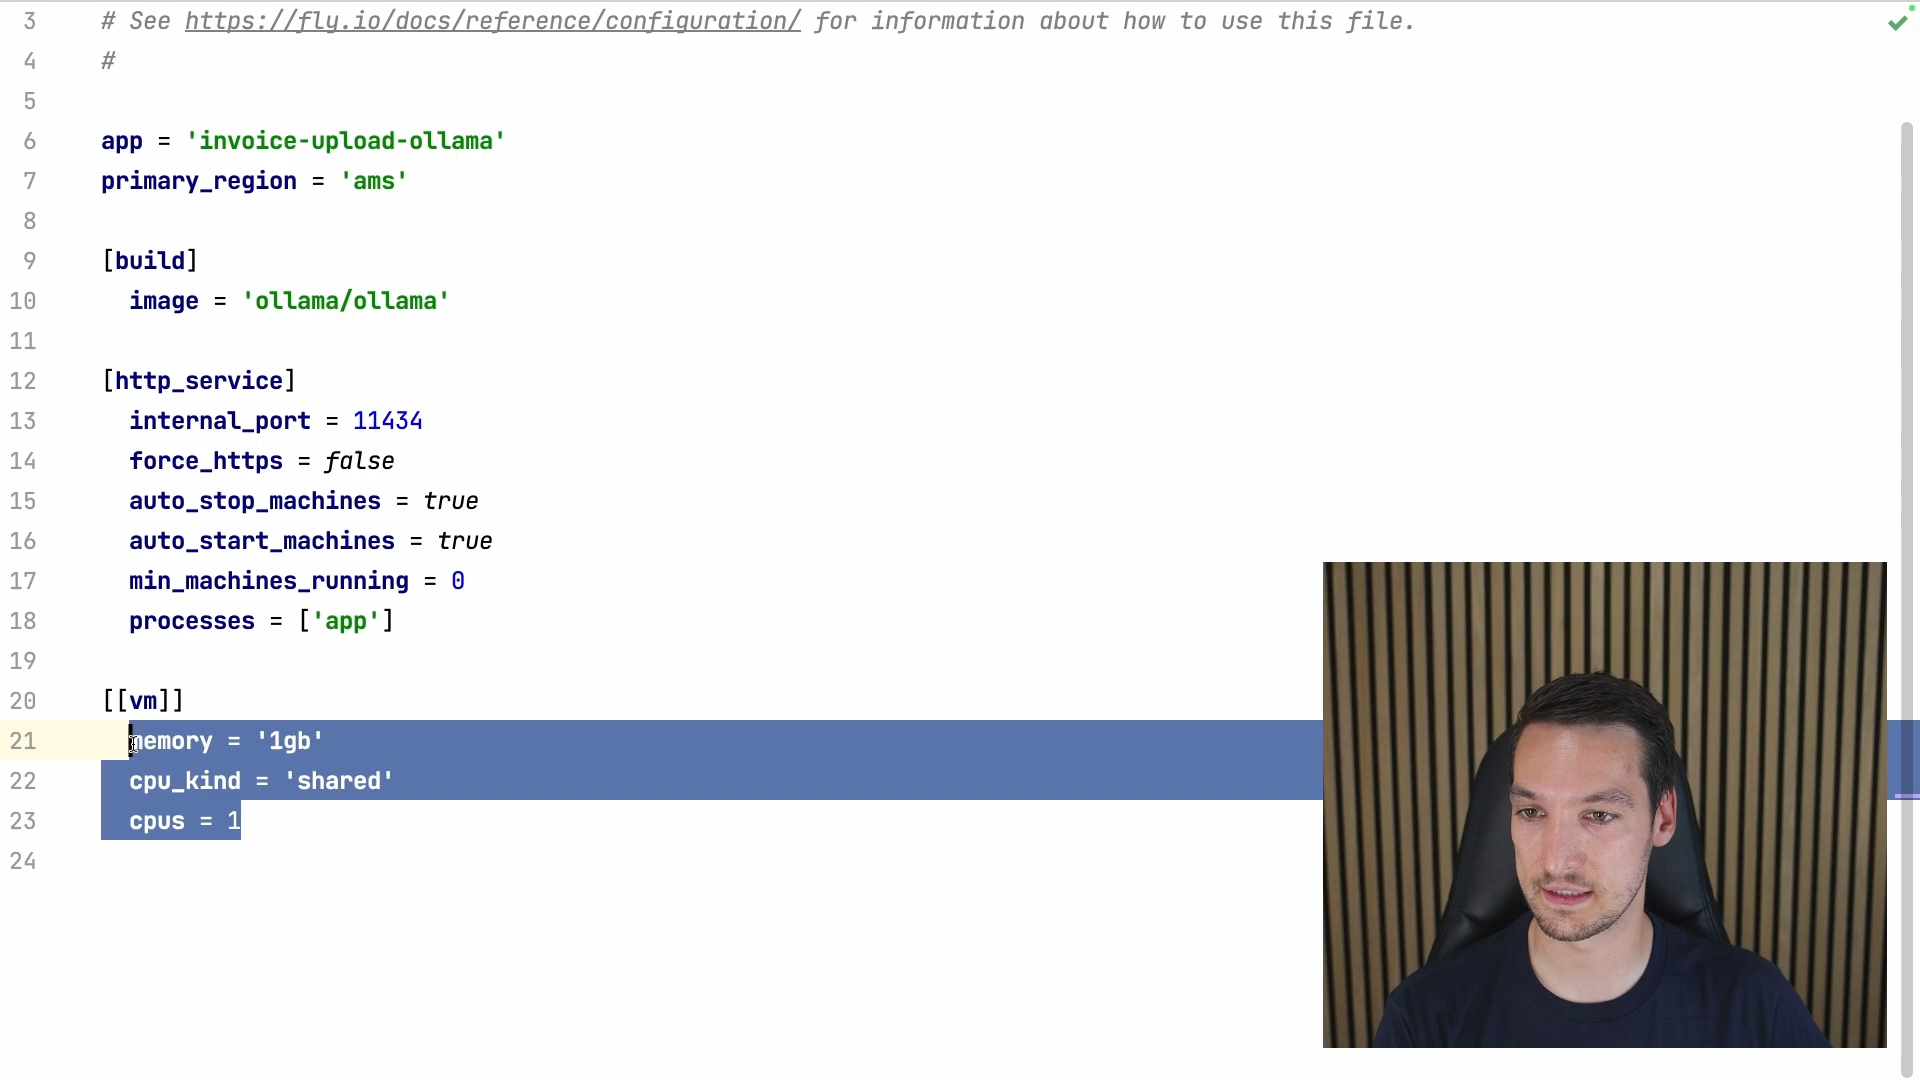 3 # See https://fly.io/docs/reference/configuration/ for information about how to use this file.
4 #
5
6 app = 'invoice-upload-ollama'
7 primary_region = 'ams'
8
9 [build]
10 image = 'ollama/ollama'
11
12 [http_service]
13 internal_port = 11434
14 force_https = false
15 auto_stop_machines = true
16 auto_start_machines = true
17 min_machines_running = 0
18 processes = ['app']
19
20 [[vm]]
21 memory = '1gb'
22 cpu_kind = 'shared'
23 cpus = 1
24